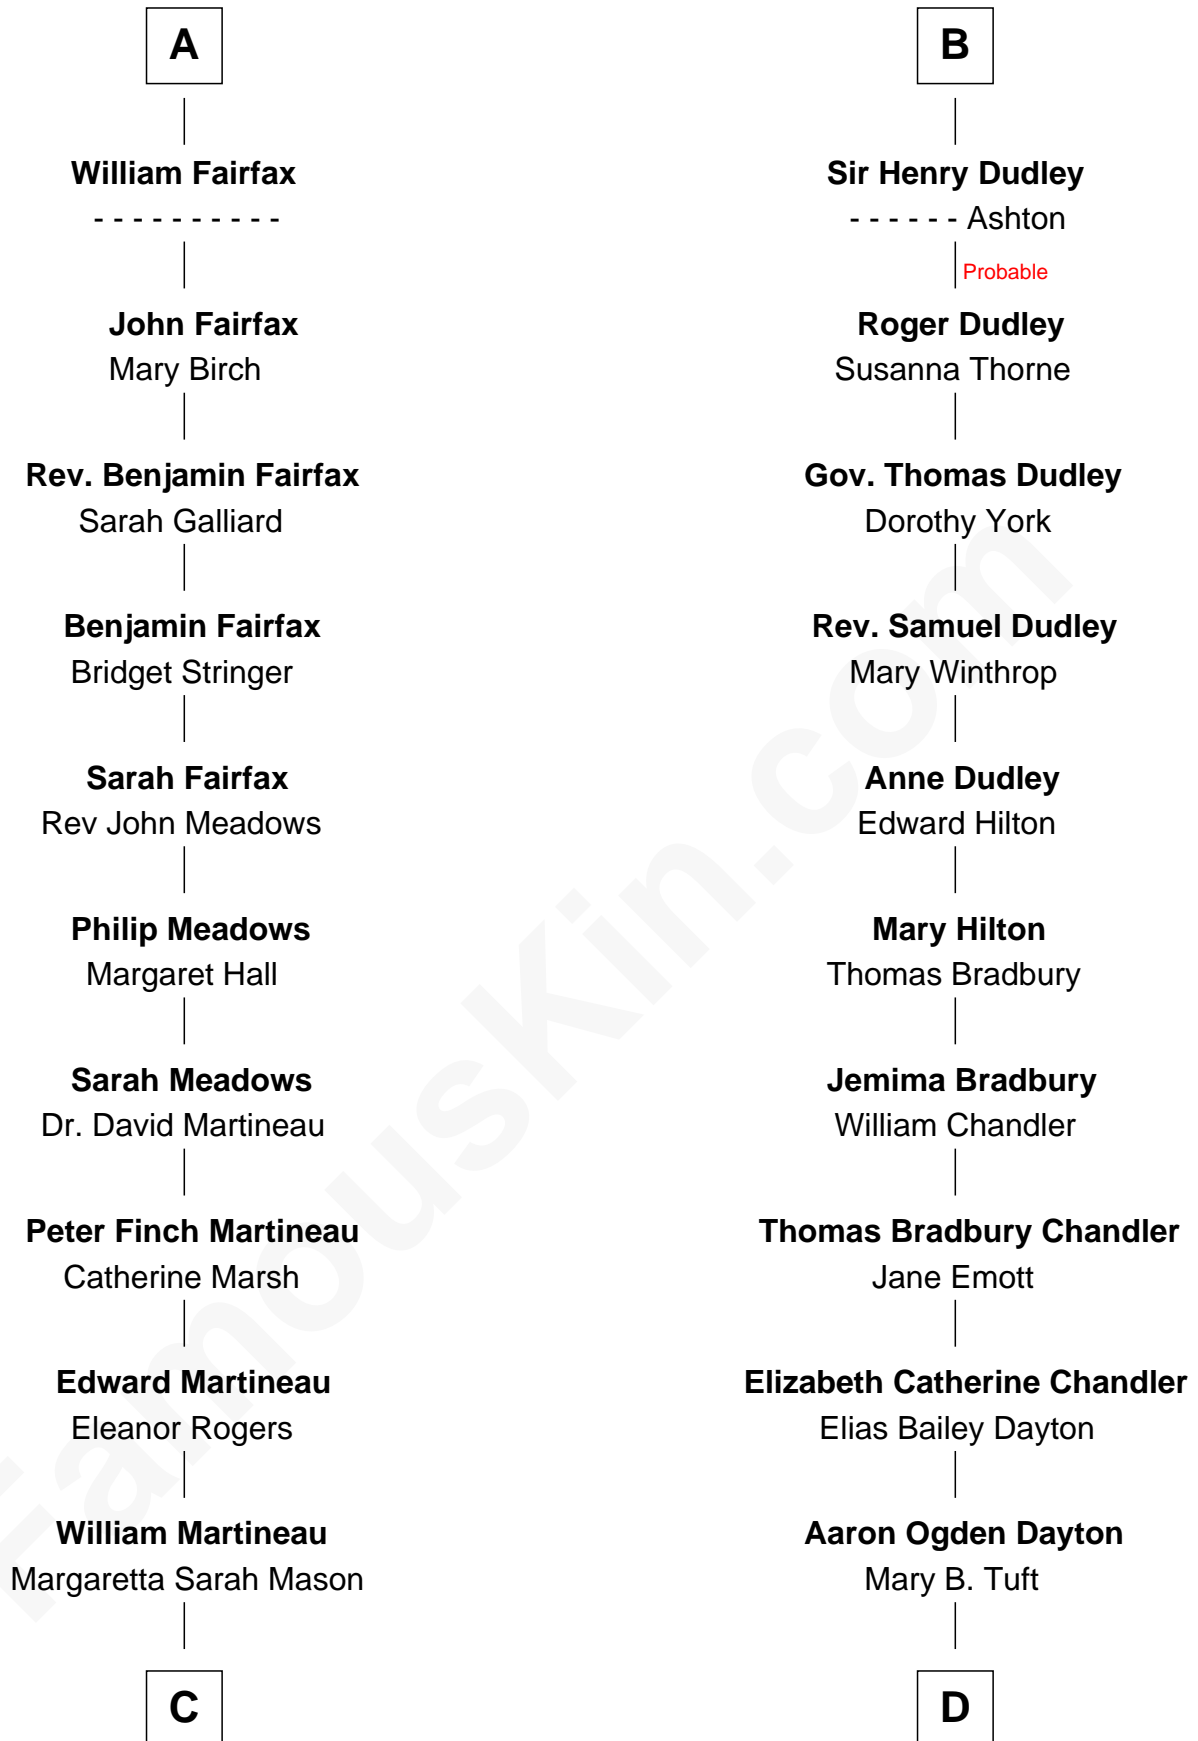 A
William Fairfax
- - - - - - - - - -
John Fairfax
Mary Birch
Rev. Benjamin Fairfax
Sarah Galliard
Benjamin Fairfax
Bridget Stringer
Sarah Fairfax
Rev John Meadows
Philip Meadows
Margaret Hall
Sarah Meadows
Dr. David Martineau
Peter Finch Martineau
Catherine Marsh
Edward Martineau
Eleanor Rogers
William Martineau
Margaretta Sarah Mason
C
B
Sir Henry Dudley
- - - - - - Ashton
Probable
Roger Dudley
Susanna Thorne
Gov. Thomas Dudley
Dorothy York
Rev. Samuel Dudley
Mary Winthrop
Anne Dudley
Edward Hilton
Mary Hilton
Thomas Bradbury
Jemima Bradbury
William Chandler
Thomas Bradbury Chandler
Jane Emott
Elizabeth Catherine Chandler
Elias Bailey Dayton
Aaron Ogden Dayton
Mary B. Tuft
D
FamousKin.com